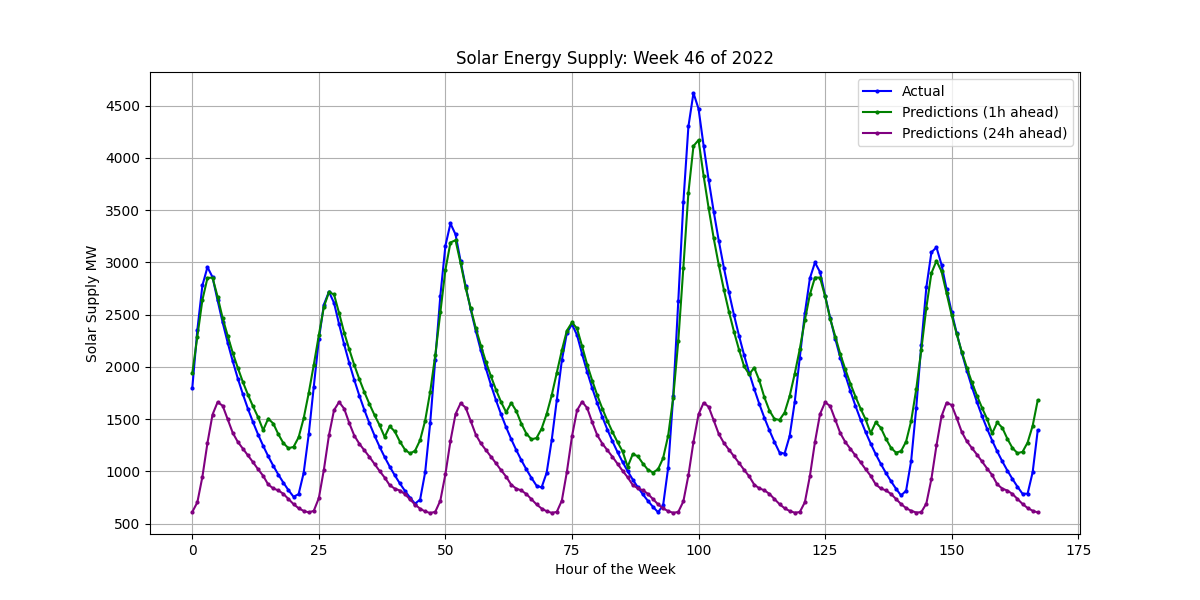 Solar Energy Supply: Week 46 of 2022
Actual
Predictions (1h ahead)
Predictions (24h ahead)
Solar Supply MW
4500
4000
3500
3000
2500
2000
1500
1000
500
0 25 50 75 100 125 150 175
Hour of the Week